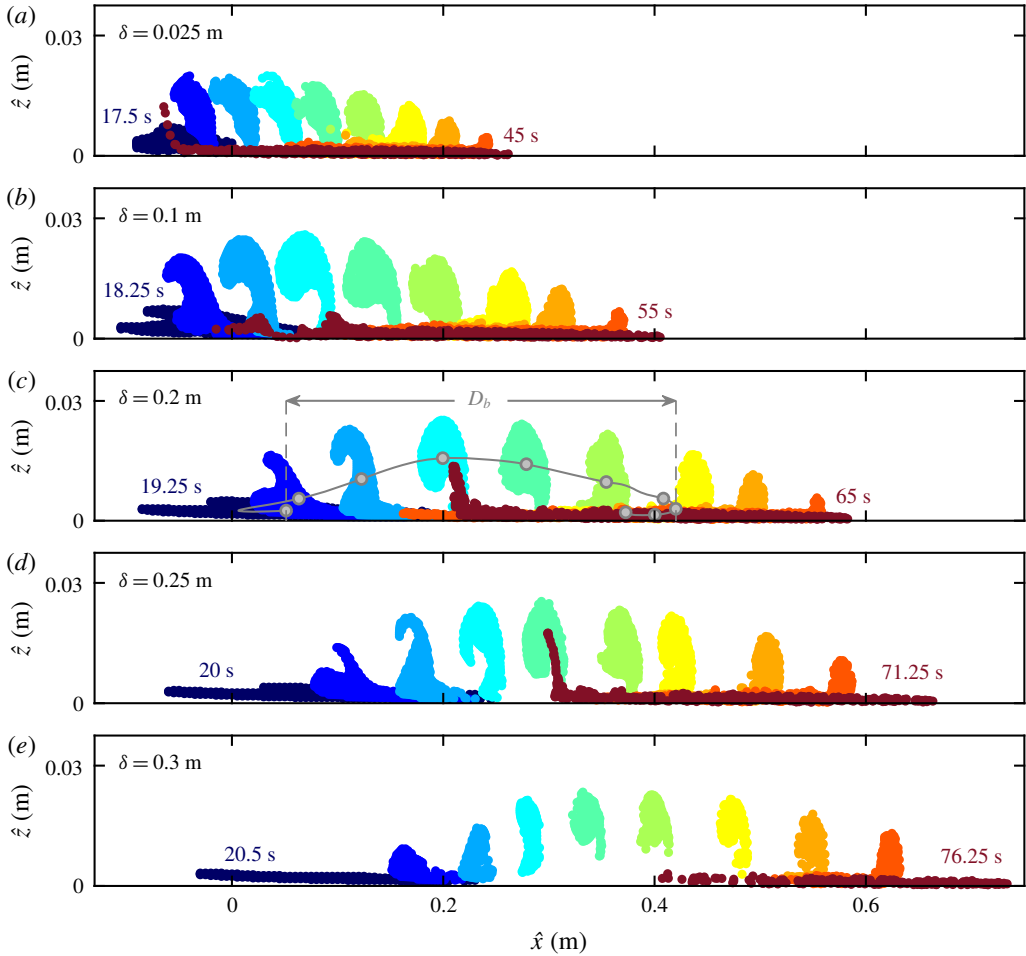 (a)
δ = 0.025 m
0.03
ẑ (m)
17.5 s
45 s
0
(b)
δ = 0.1 m
0.03
ẑ (m)
18.25 s
55 s
0
(c)
δ = 0.2 m
D_b
0.03
ẑ (m)
19.25 s
65 s
0
(d)
δ = 0.25 m
0.03
ẑ (m)
20 s
71.25 s
0
(e)
δ = 0.3 m
0.03
ẑ (m)
20.5 s
76.25 s
0
0 0.2 0.4 0.6
x̂ (m)